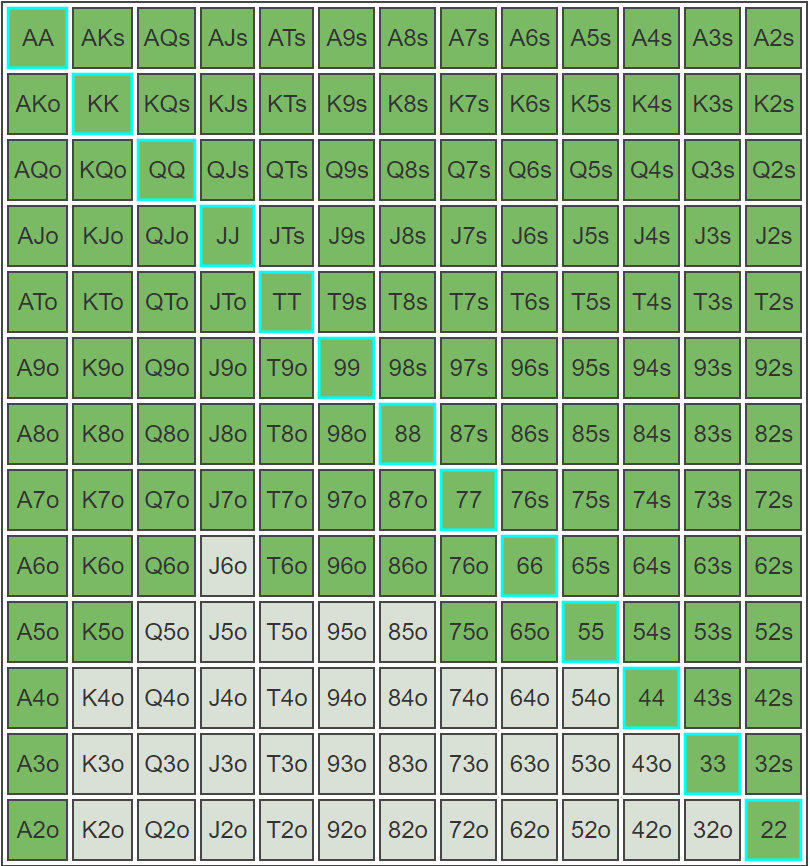 AA AKs AQs AJs ATs A9s A8s A7s A6s A5s A4s A3s A2s
AKo KK KQs KJs KTs K9s K8s K7s K6s K5s K4s K3s K2s
AQo KQo QQ QJs QTs Q9s Q8s Q7s Q6s Q5s Q4s Q3s Q2s
AJo KJo QJo JJ JTs J9s J8s J7s J6s J5s J4s J3s J2s
ATo KTo QTo JTo TT T9s T8s T7s T6s T5s T4s T3s T2s
A9o K9o Q9o J9o T9o 99 98s 97s 96s 95s 94s 93s 92s
A8o K8o Q8o J8o T8o 98o 88 87s 86s 85s 84s 83s 82s
A7o K7o Q7o J7o T7o 97o 87o 77 76s 75s 74s 73s 72s
A6o K6o Q6o J6o T6o 96o 86o 76o 66 65s 64s 63s 62s
A5o K5o Q5o J5o T5o 95o 85o 75o 65o 55 54s 53s 52s
A4o K4o Q4o J4o T4o 94o 84o 74o 64o 54o 44 43s 42s
A3o K3o Q3o J3o T3o 93o 83o 73o 63o 53o 43o 33 32s
A2o K2o Q2o J2o T2o 92o 82o 72o 62o 52o 42o 32o 22